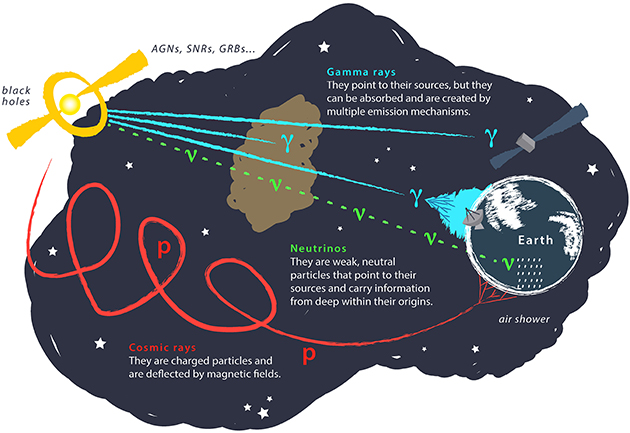 AGNs, SNRs, GRBs...
black
holes
Gamma rays
They point to their sources, but they
can be absorbed and are created by
multiple emission mechanisms.
γ
γ
ν
γ
ν
ν
ν
ν
Earth
p
Neutrinos
They are weak, neutral
particles that point to their
sources and carry information
from deep within their origins.
air shower
Cosmic rays
They are charged particles and
are deflected by magnetic fields.
p